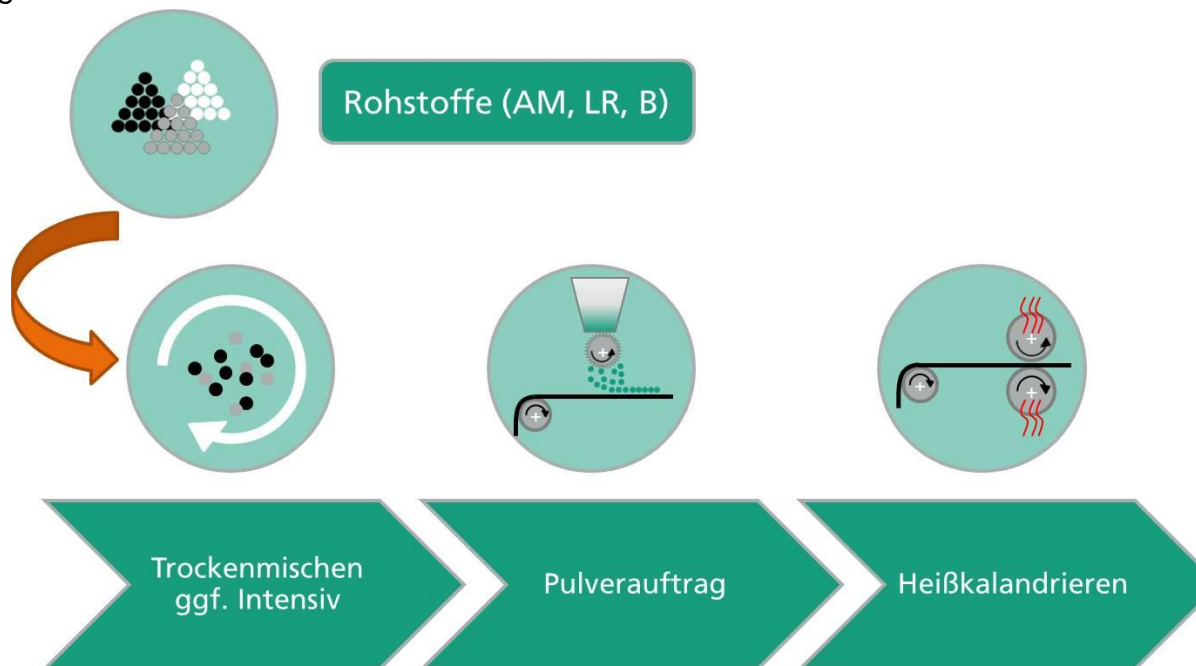 Rohstoffe (AM, LR, B)
Trockenmischen
ggf. Intensiv
Pulverauftrag
Heißkalandrieren